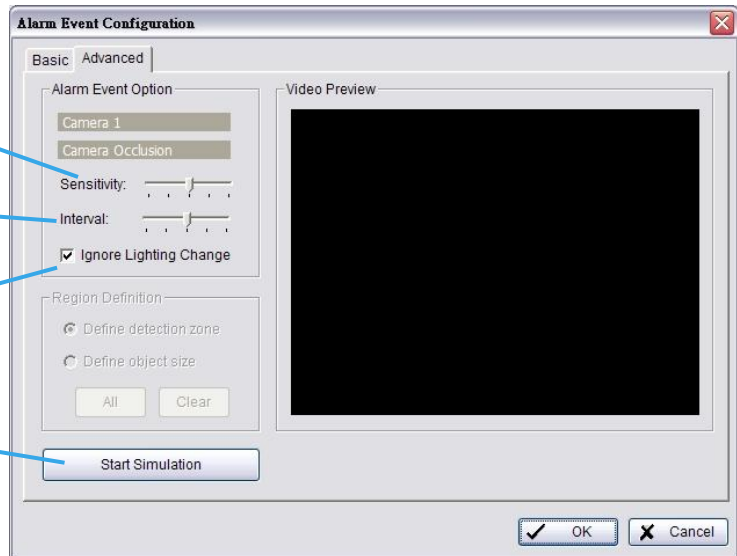 Alarm Event Configuration
Basic
Advanced
Alarm Event Option
Camera 1
Camera Occlusion
Sensitivity:
Interval:
Ignore Lighting Change
Region Definition
Define detection zone
Define object size
All
Clear
Start Simulation
Video Preview
OK
Cancel